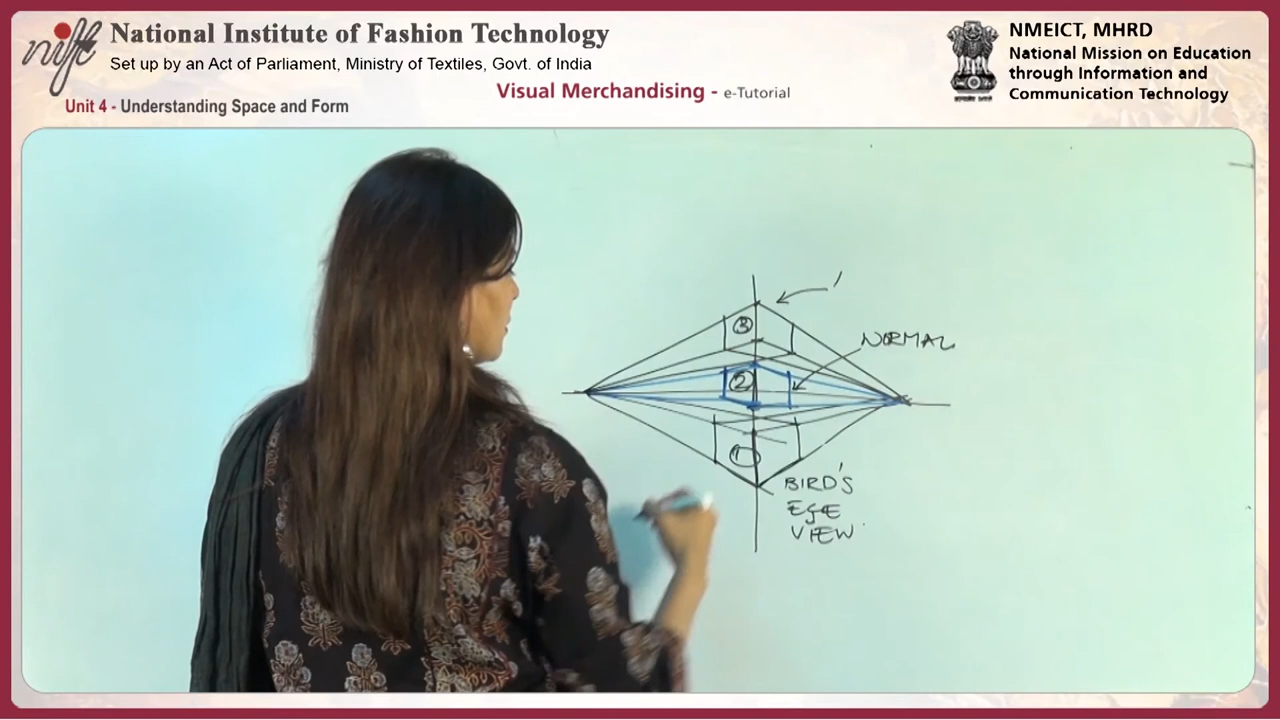 nift
National Institute of Fashion Technology
Set up by an Act of Parliament, Ministry of Textiles, Govt. of India
Visual Merchandising - e-Tutorial
Unit 4 - Understanding Space and Form
NMEICT, MHRD
National Mission on Education
through Information and
Communication Technology
3
NORMAL
2
1
BIRD'S
EYE
VIEW